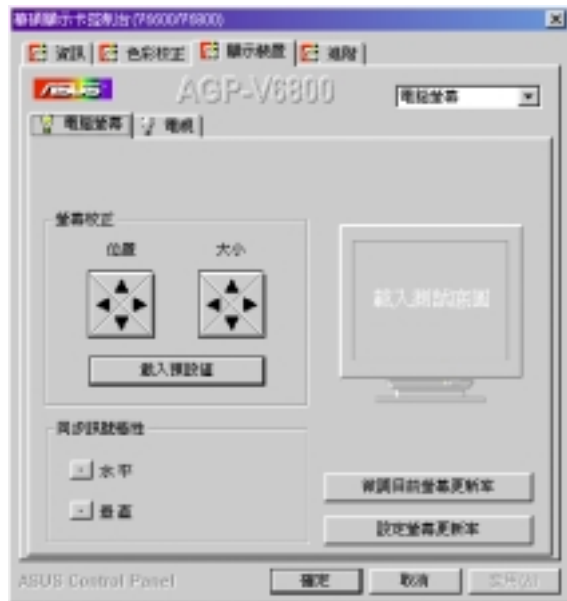 華碩顯示卡控制台(V6600/V6800)
資訊 色彩校正 顯示裝置 進階
ASUS AGP-V6800 電腦螢幕
電腦螢幕 電視
螢幕校正
位置 大小
載入測試底圖
載入預設值
同步訊號極性
- 水平
- 垂直
微調目前螢幕更新率
設定螢幕更新率
ASUS Control Panel 確定 取消 套用(A)